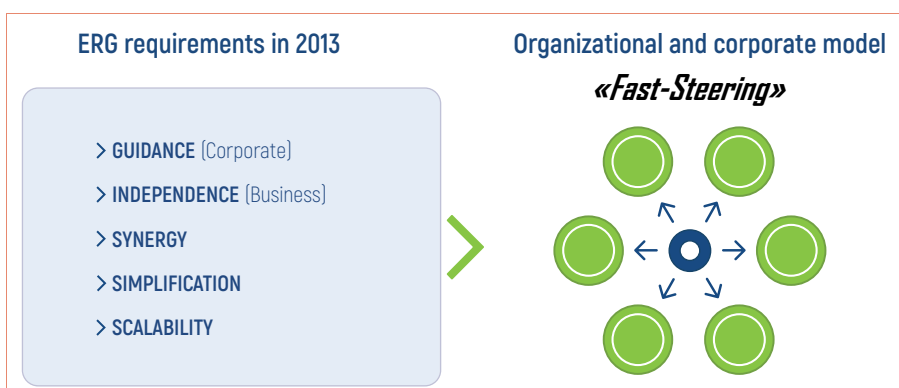 ERG requirements in 2013
> GUIDANCE (Corporate)
> INDEPENDENCE (Business)
> SYNERGY
> SIMPLIFICATION
> SCALABILITY
Organizational and corporate model
«Fast-Steering»